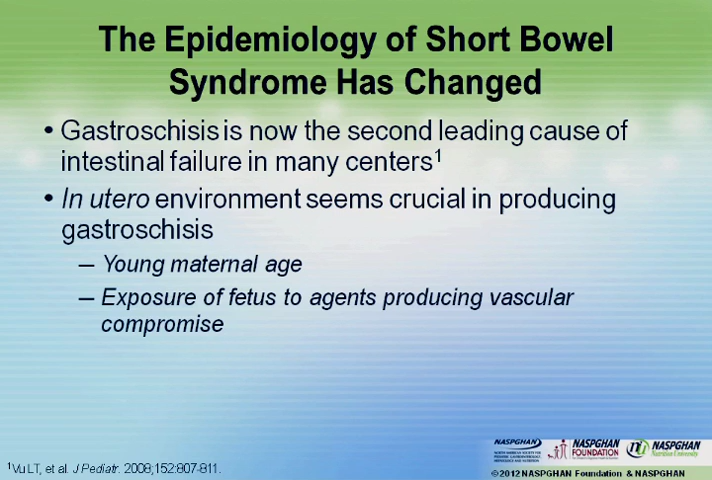 The Epidemiology of Short Bowel
Syndrome Has Changed
• Gastroschisis is now the second leading cause of
intestinal failure in many centers1
• In utero environment seems crucial in producing
gastroschisis
– Young maternal age
– Exposure of fetus to agents producing vascular
compromise
NASPGHAN
NASPGHAN
FOUNDATION
NASPGHAN
Nutrition University
1Vu LT, et al. J Pediatr. 2008;152:807-811.
©2012 NASPGHAN Foundation & NASPGHAN